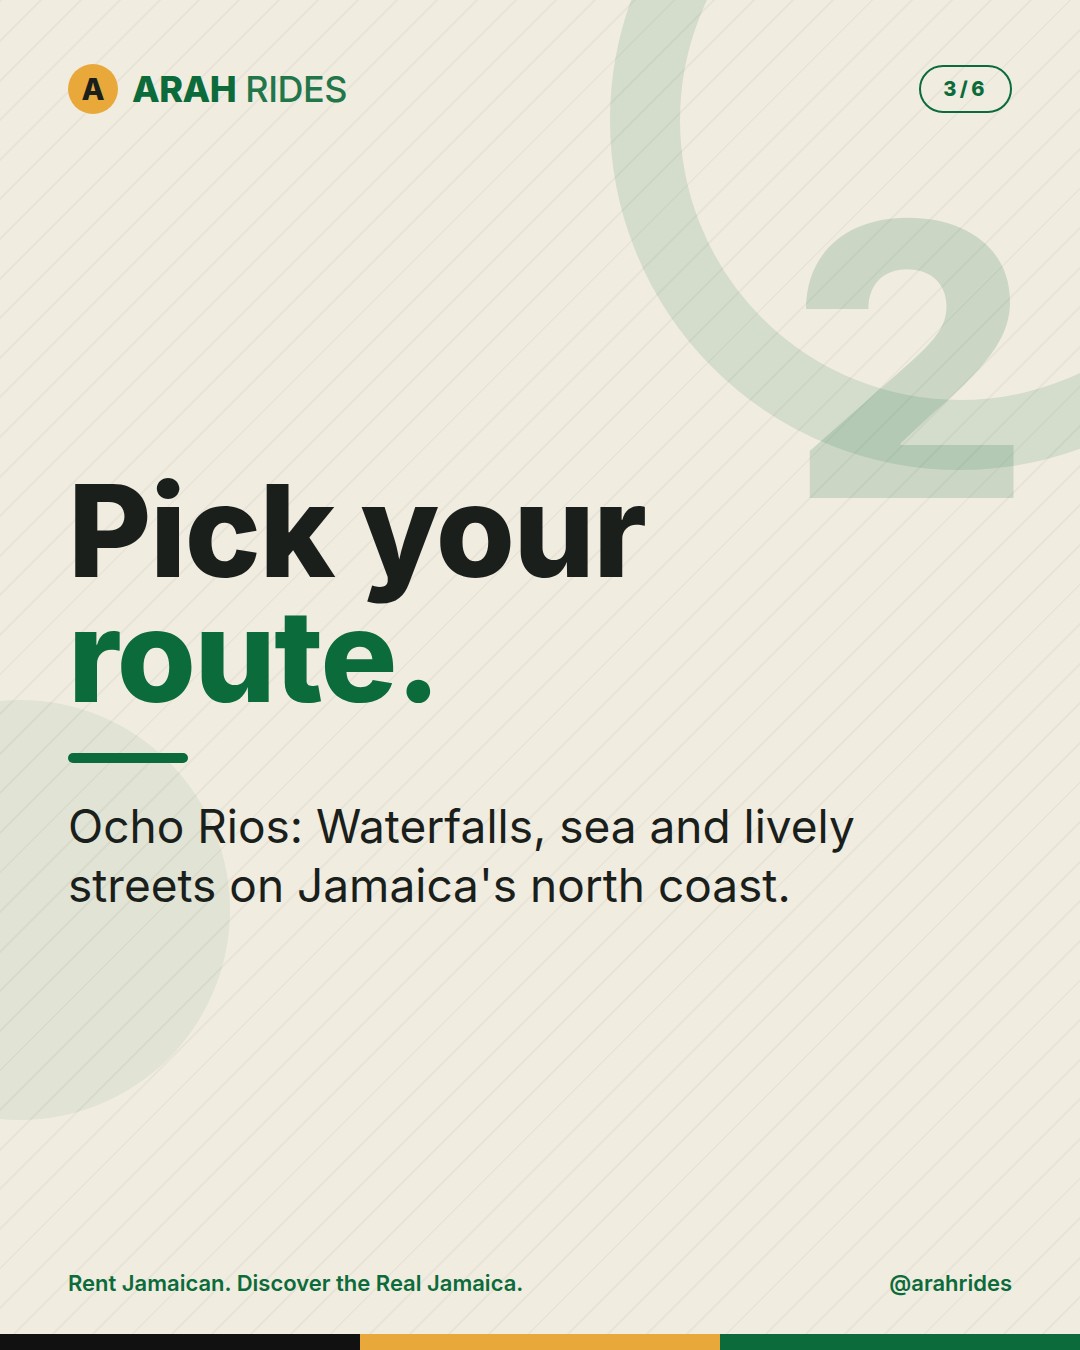 A ARAH RIDES
3/6
2
Pick your
route.
Ocho Rios: Waterfalls, sea and lively
streets on Jamaica's north coast.
Rent Jamaican. Discover the Real Jamaica.
@arahrides